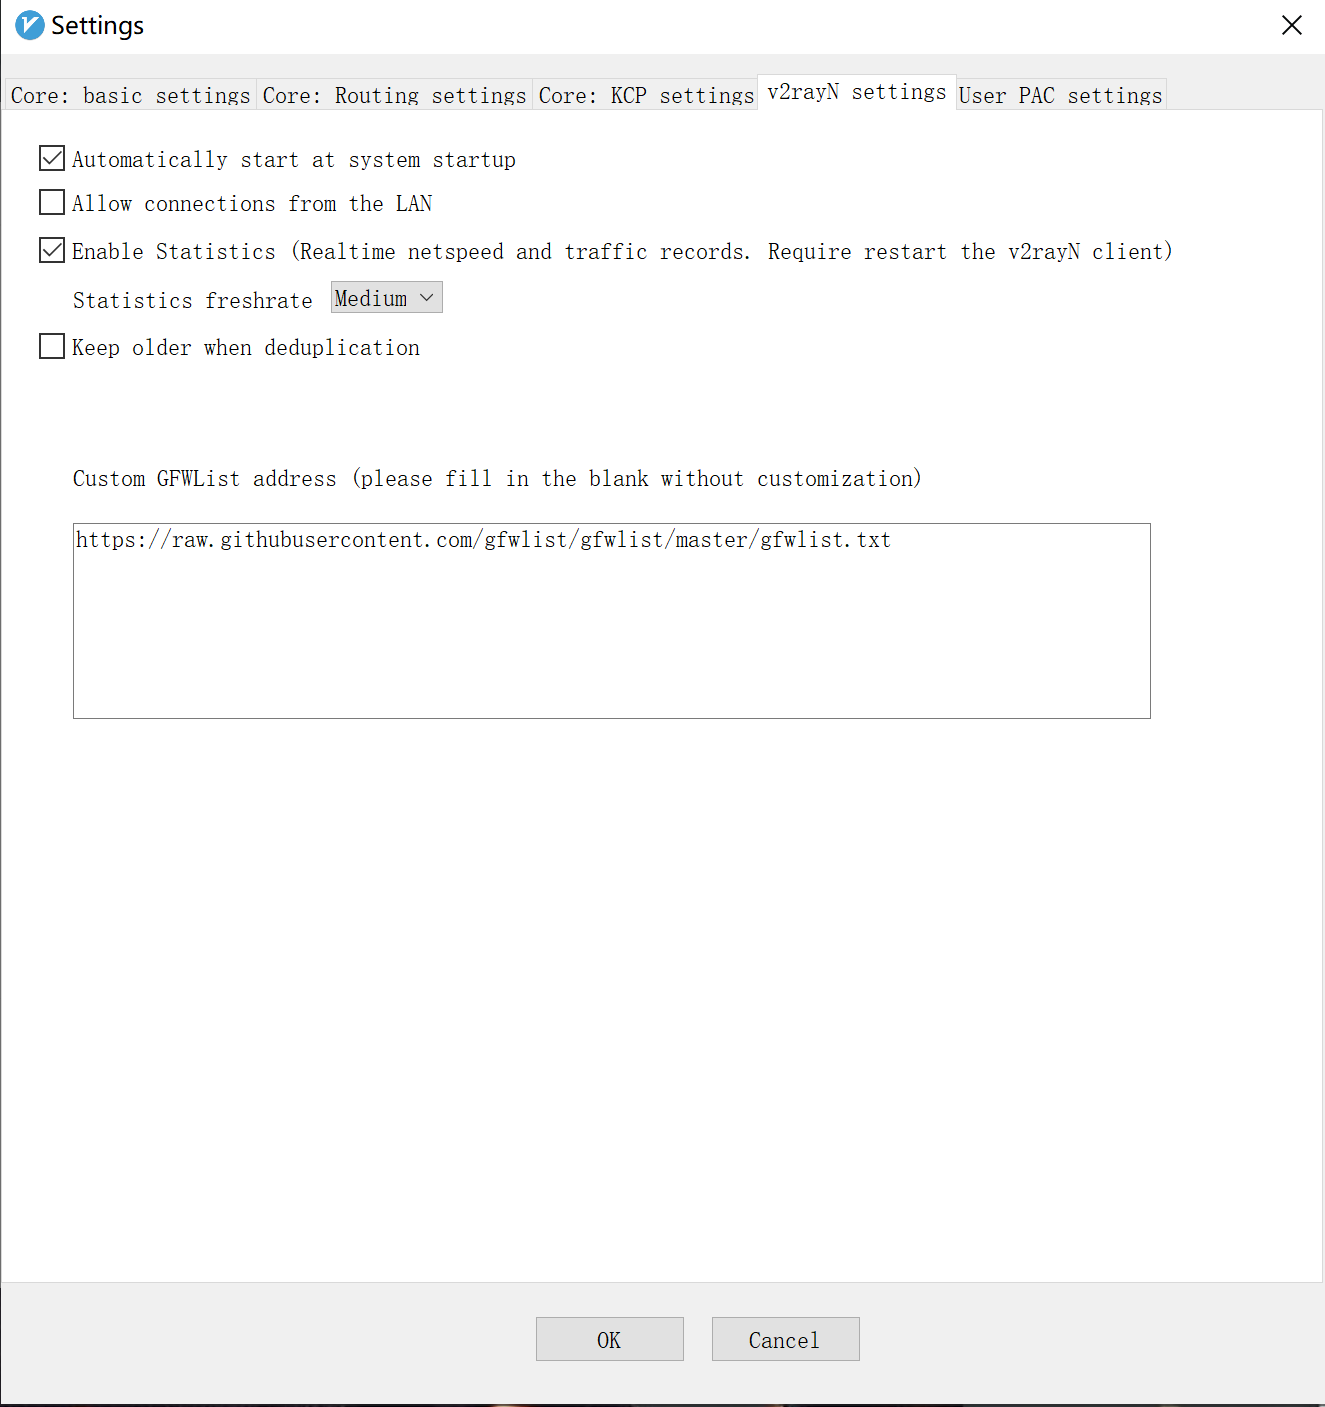 Settings
Core: basic settings Core: Routing settings Core: KCP settings v2rayN settings User PAC settings
Automatically start at system startup
Allow connections from the LAN
Enable Statistics (Realtime netspeed and traffic records. Require restart the v2rayN client)
Statistics freshrate Medium
Keep older when deduplication
Custom GFWList address (please fill in the blank without customization)
https://raw.githubusercontent.com/gfwlist/gfwlist/master/gfwlist.txt
OK Cancel